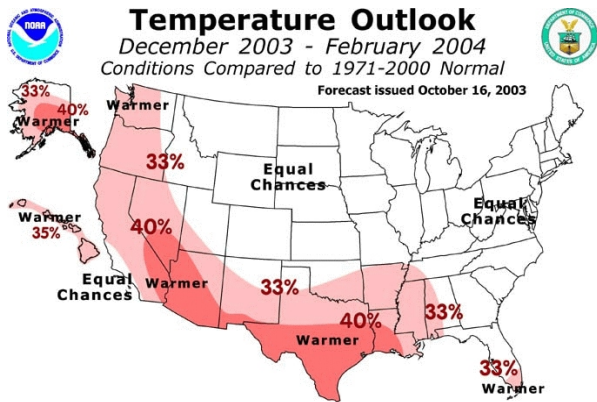 NOAA
Temperature Outlook
December 2003 - February 2004
Conditions Compared to 1971-2000 Normal
Forecast issued October 16, 2003
33%
40%
Warmer
Warmer
33%
Equal
Chances
Equal
Chances
Warmer
35%
40%
Equal
Chances
Warmer
33%
40%
33%
Warmer
33%
Warmer